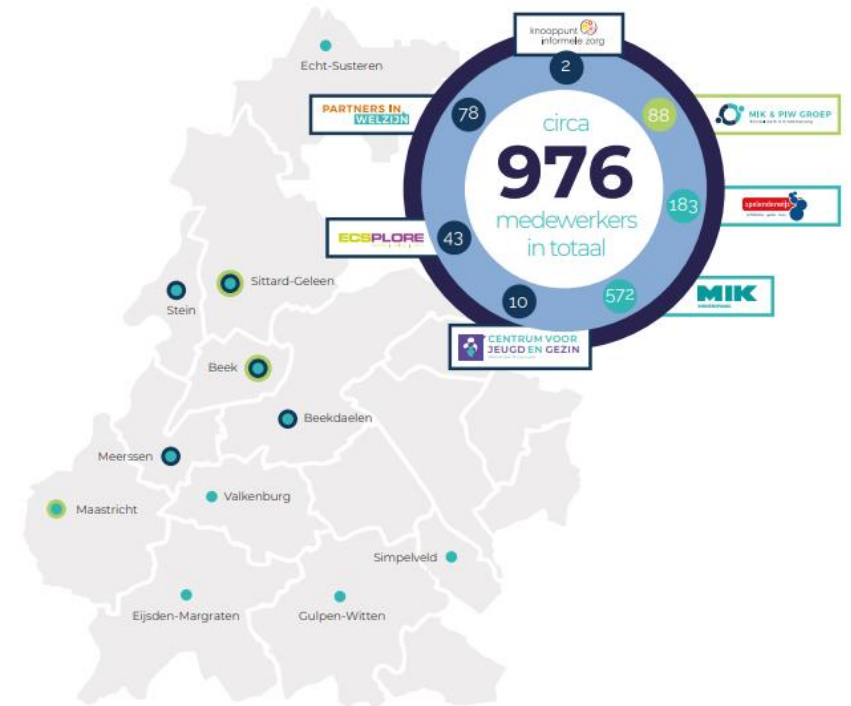 knooppunt
informele zorg
2
Echt-Susteren
PARTNERS IN
WELZIJN
78
88
MIK & PIW GROEP
circa
976
medewerkers
in totaal
183
spelenderwijs
ECSPLORE
43
10
572
MIK
CENTRUM VOOR
JEUGD EN GEZIN
Sittard-Geleen
Stein
Beek
Beekdaelen
Meerssen
Valkenburg
Maastricht
Simpelveld
Eijsden-Margraten
Gulpen-Witten